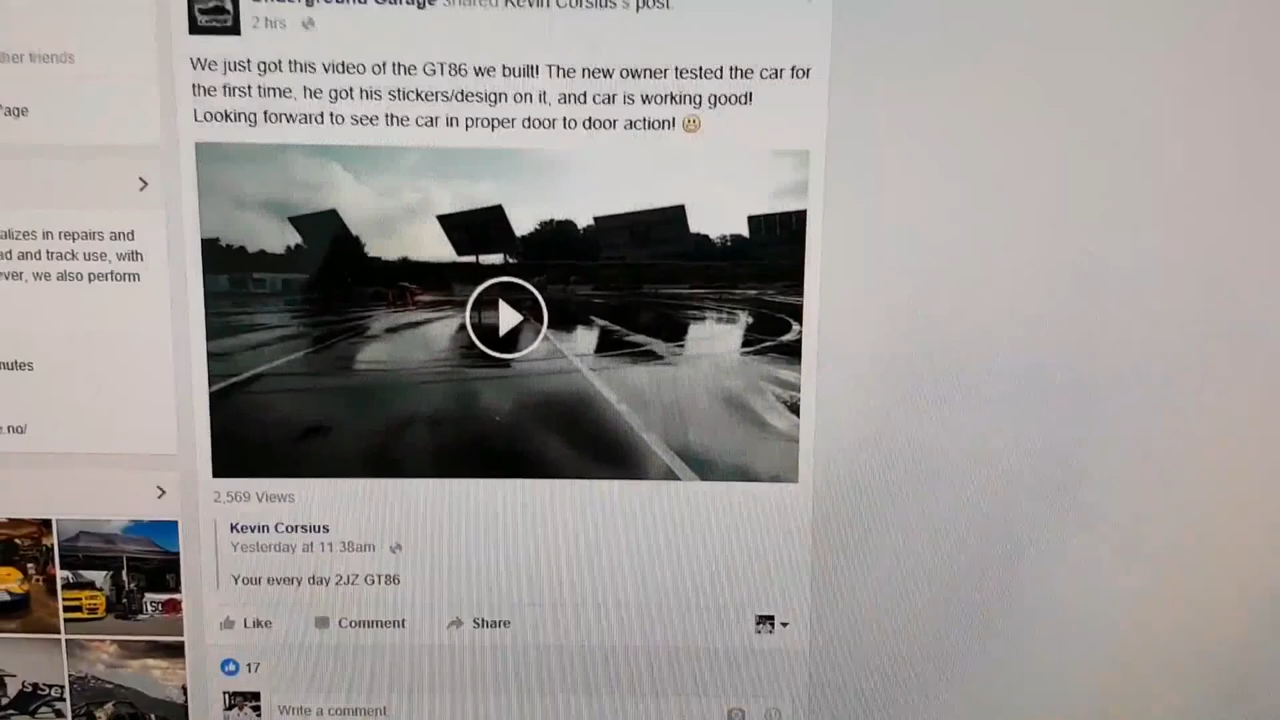 Underground Garage shared Kevin Corsius's post.
2 hrs
her friends
Page
We just got this video of the GT86 we built! The new owner tested the car for
the first time, he got his stickers/design on it, and car is working good!
Looking forward to see the car in proper door to door action! 😀
alizes in repairs and
ad and track use, with
ever, we also perform
nutes
e.no/
2,569 Views
Kevin Corsius
Yesterday at 11:38am
Your every day 2JZ GT86
Like Comment Share
17
Write a comment